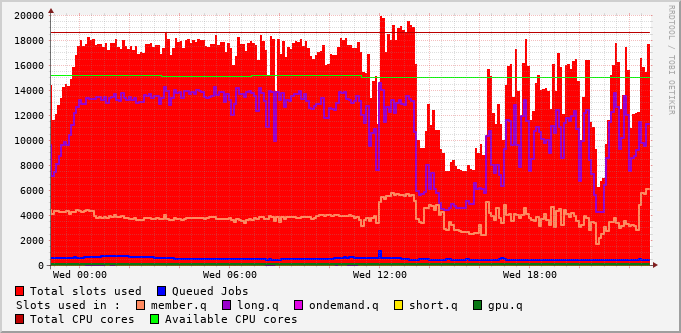 20000
18000
16000
14000
12000
10000
8000
6000
4000
2000
0
Wed 00:00 Wed 06:00 Wed 12:00 Wed 18:00
RRDTOOL / TOBI OETIKER
Total slots used Queued Jobs
Slots used in : member.q long.q ondemand.q short.q gpu.q
Total CPU cores Available CPU cores